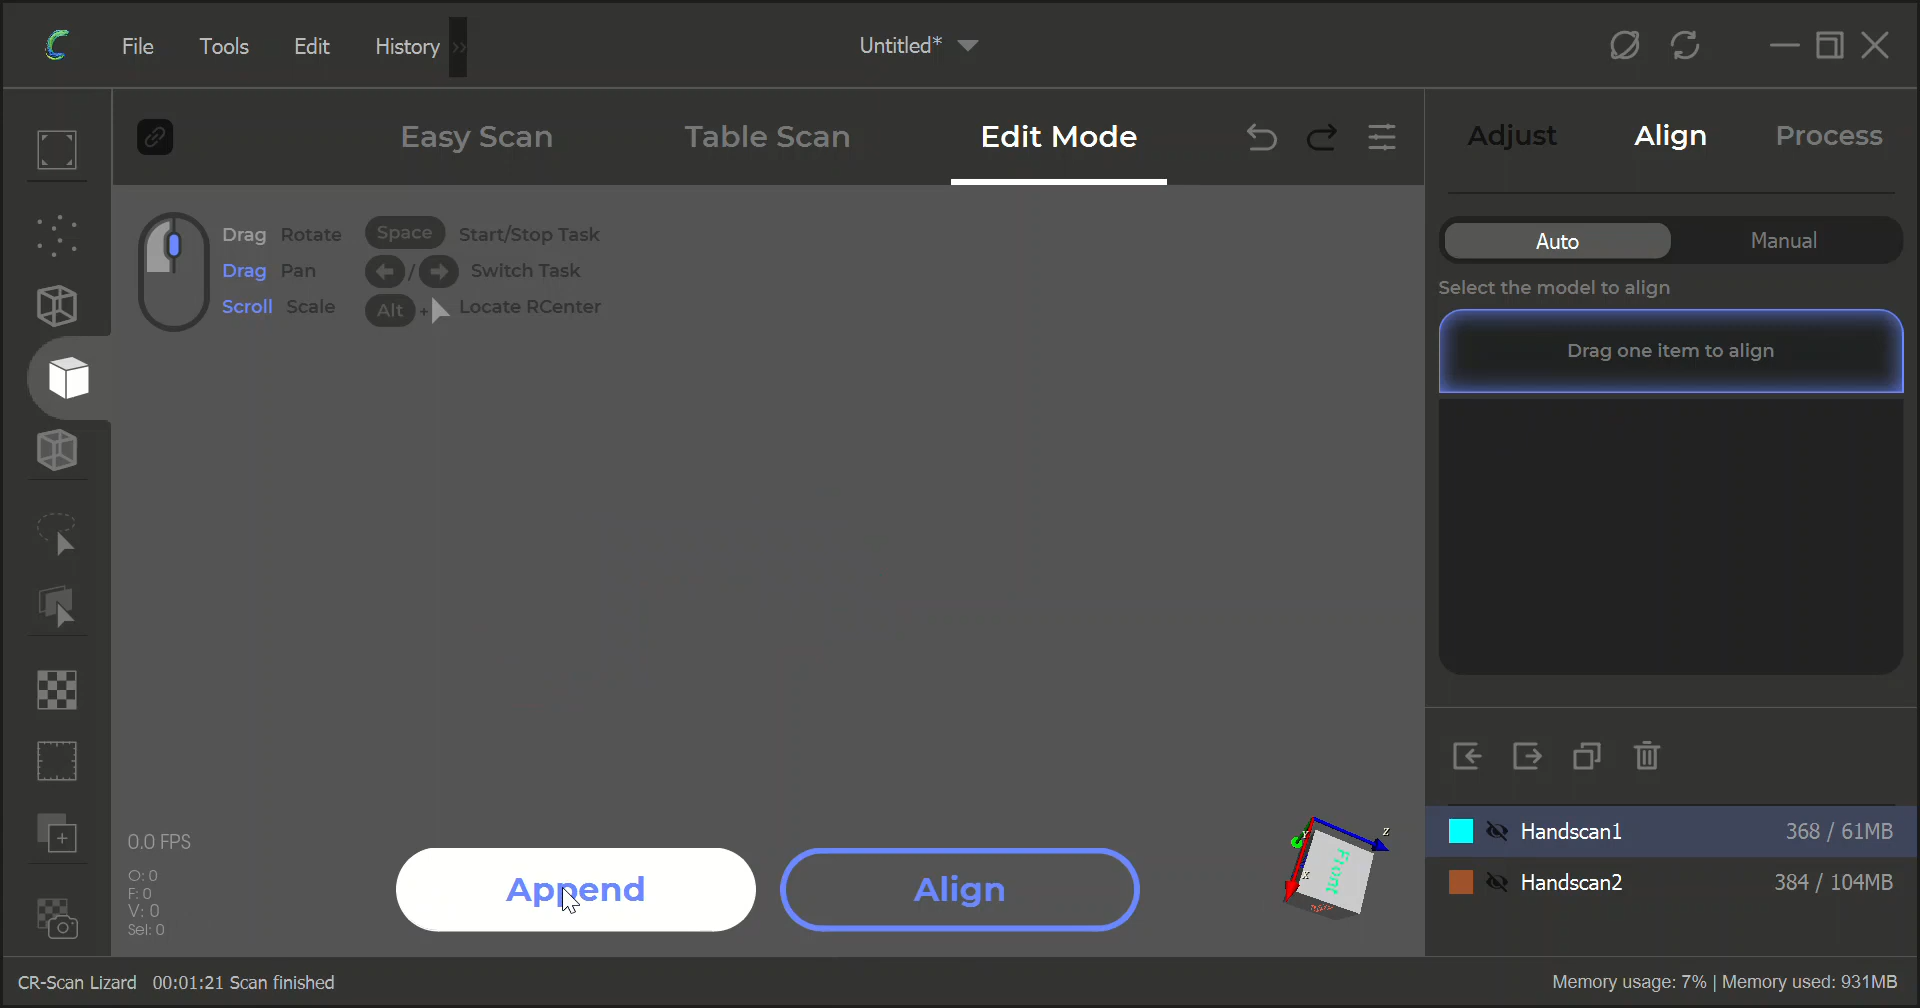 File Tools Edit History »
Untitled*
Easy Scan Table Scan Edit Mode
Adjust Align Process
Drag Rotate Space Start/Stop Task
Drag Pan / Switch Task
Scroll Scale Alt + Locate RCenter
Auto Manual
Select the model to align
Drag one item to align
0.0 FPS
O: 0
F: 0
V: 0
Sel: 0
Append Align
Y X Z
Front
Handscan1 368 / 61MB
Handscan2 384 / 104MB
CR-Scan Lizard 00:01:21 Scan finished
Memory usage: 7% | Memory used: 931MB